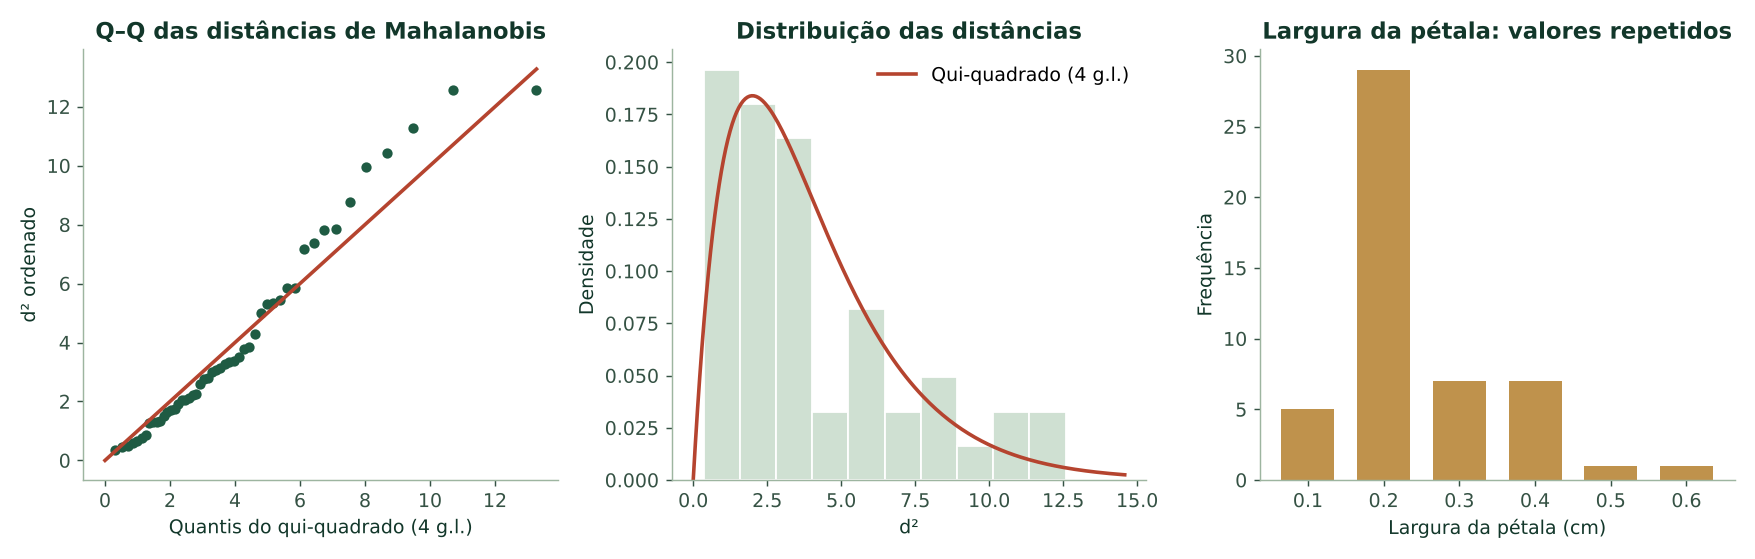 Q–Q das distâncias de Mahalanobis
d² ordenado
12
10
8
6
4
2
0
0 2 4 6 8 10 12
Quantis do qui-quadrado (4 g.l.)
Distribuição das distâncias
Qui-quadrado (4 g.l.)
Densidade
0.200
0.175
0.150
0.125
0.100
0.075
0.050
0.025
0.000
0.0 2.5 5.0 7.5 10.0 12.5 15.0
d²
Largura da pétala: valores repetidos
Frequência
30
25
20
15
10
5
0
0.1 0.2 0.3 0.4 0.5 0.6
Largura da pétala (cm)